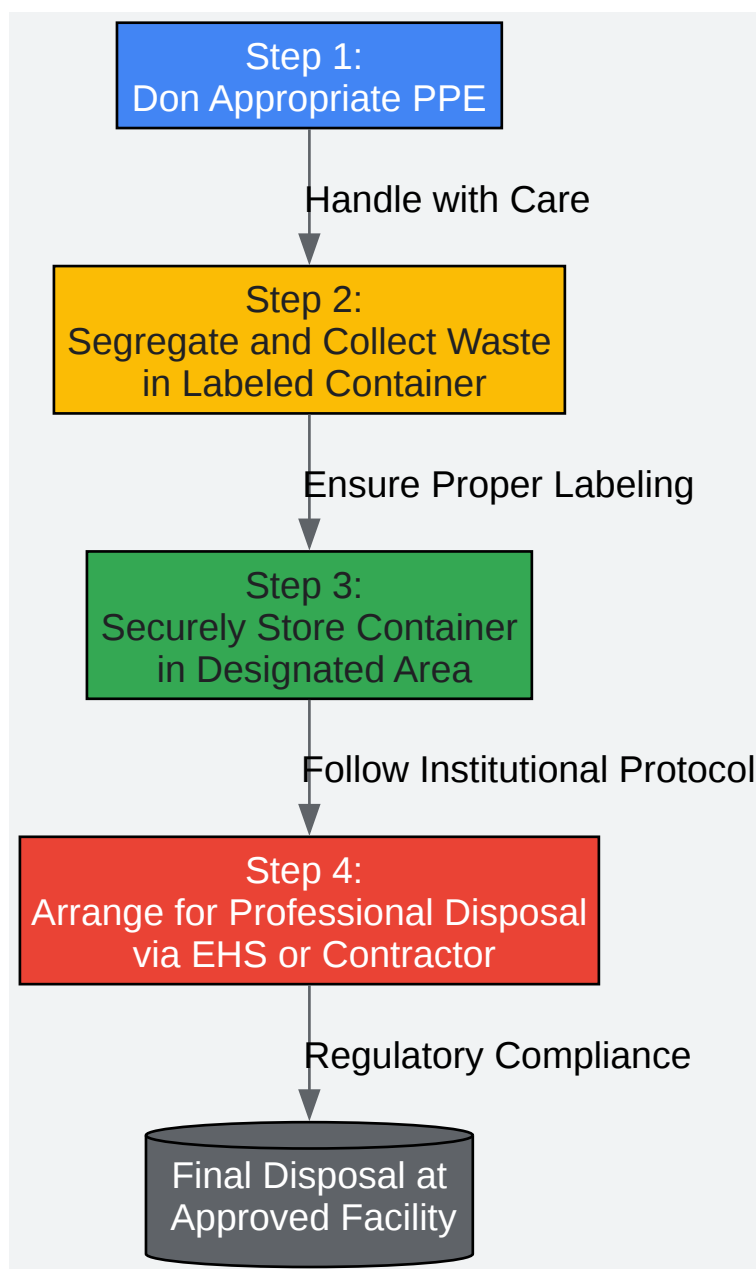 Step 1:
Don Appropriate PPE
Handle with Care
Step 2:
Segregate and Collect Waste
in Labeled Container
Ensure Proper Labeling
Step 3:
Securely Store Container
in Designated Area
Follow Institutional Protocol
Step 4:
Arrange for Professional Disposal
via EHS or Contractor
Regulatory Compliance
Final Disposal at
Approved Facility